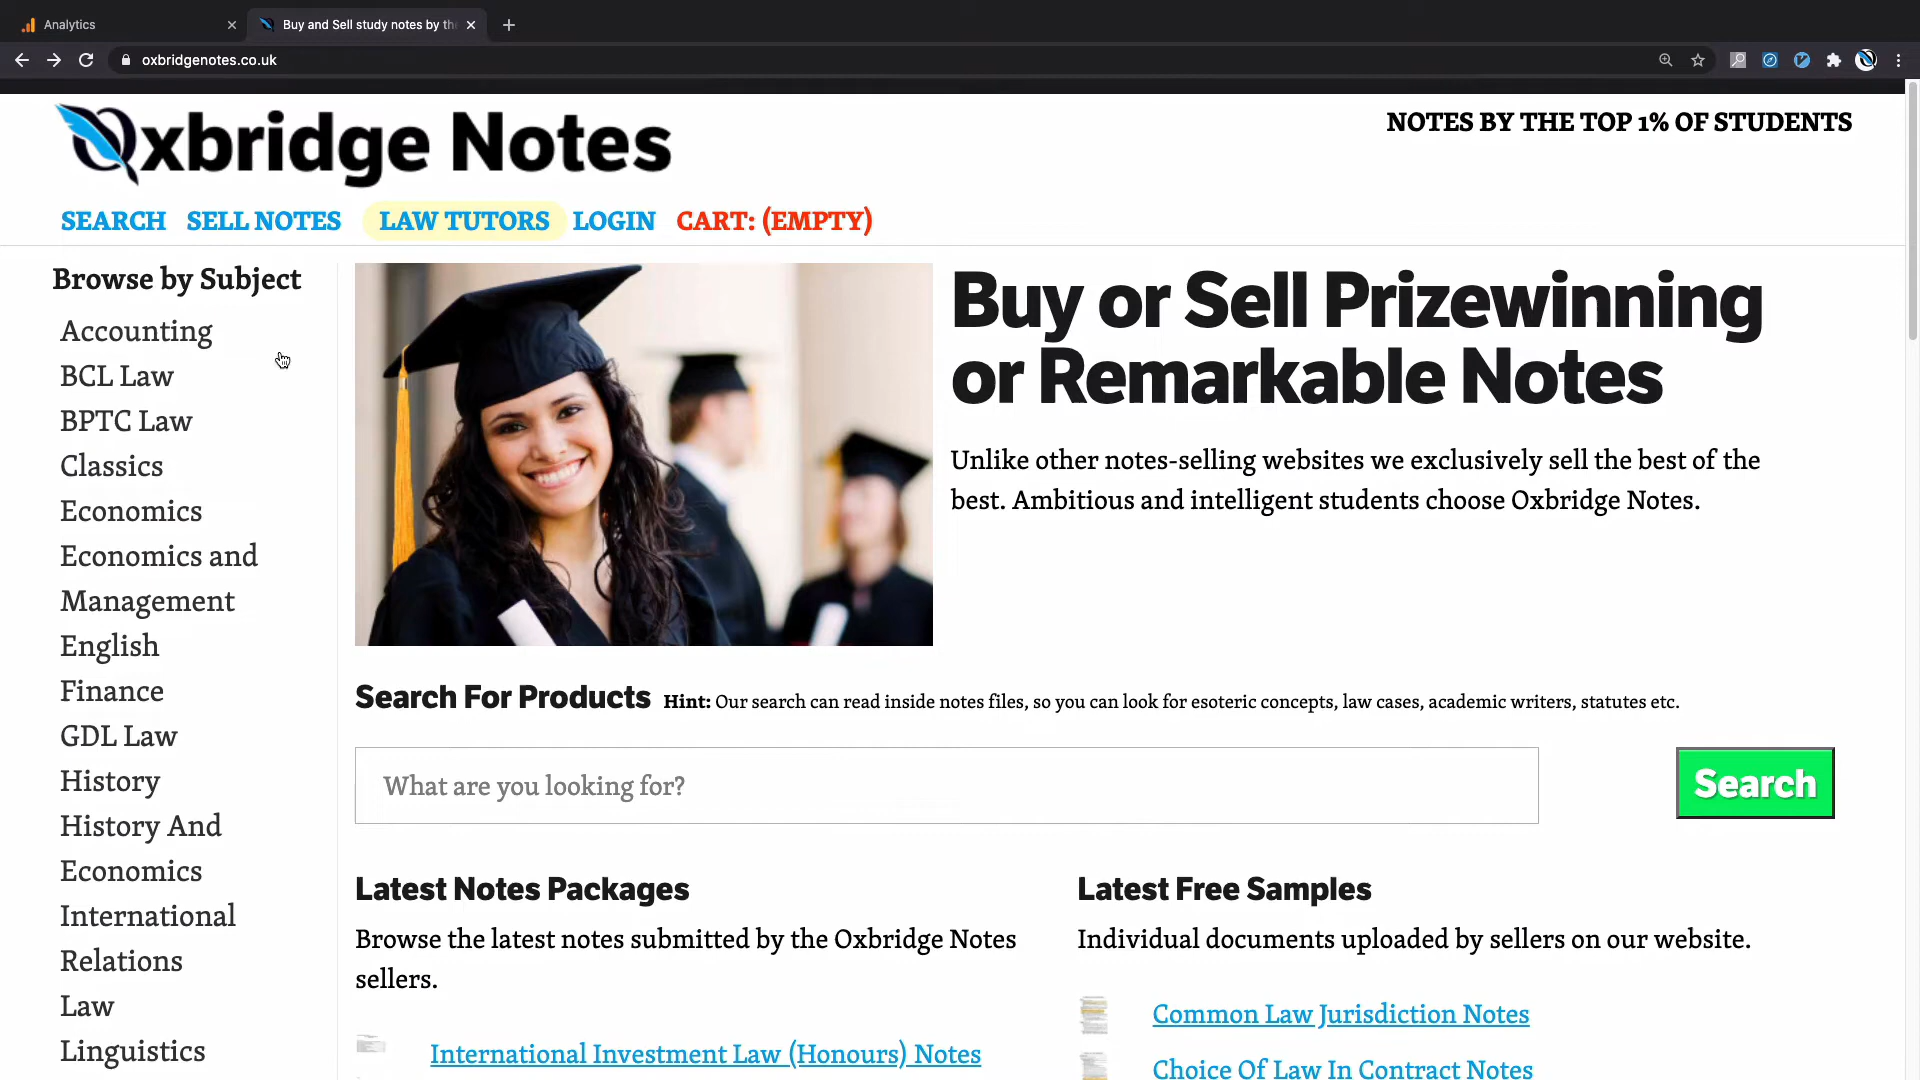 Analytics
Buy and Sell study notes by the
oxbridgenotes.co.uk
Oxbridge Notes
NOTES BY THE TOP 1% OF STUDENTS
SEARCH SELL NOTES LAW TUTORS LOGIN CART: (EMPTY)
Browse by Subject
Accounting
BCL Law
BPTC Law
Classics
Economics
Economics and
Management
English
Finance
GDL Law
History
History And
Economics
International
Relations
Law
Linguistics
Buy or Sell Prizewinning
or Remarkable Notes
Unlike other notes-selling websites we exclusively sell the best of the
best. Ambitious and intelligent students choose Oxbridge Notes.
Search For Products Hint: Our search can read inside notes files, so you can look for esoteric concepts, law cases, academic writers, statutes etc.
What are you looking for?
Search
Latest Notes Packages
Browse the latest notes submitted by the Oxbridge Notes
sellers.
International Investment Law (Honours) Notes
Latest Free Samples
Individual documents uploaded by sellers on our website.
Common Law Jurisdiction Notes
Choice Of Law In Contract Notes